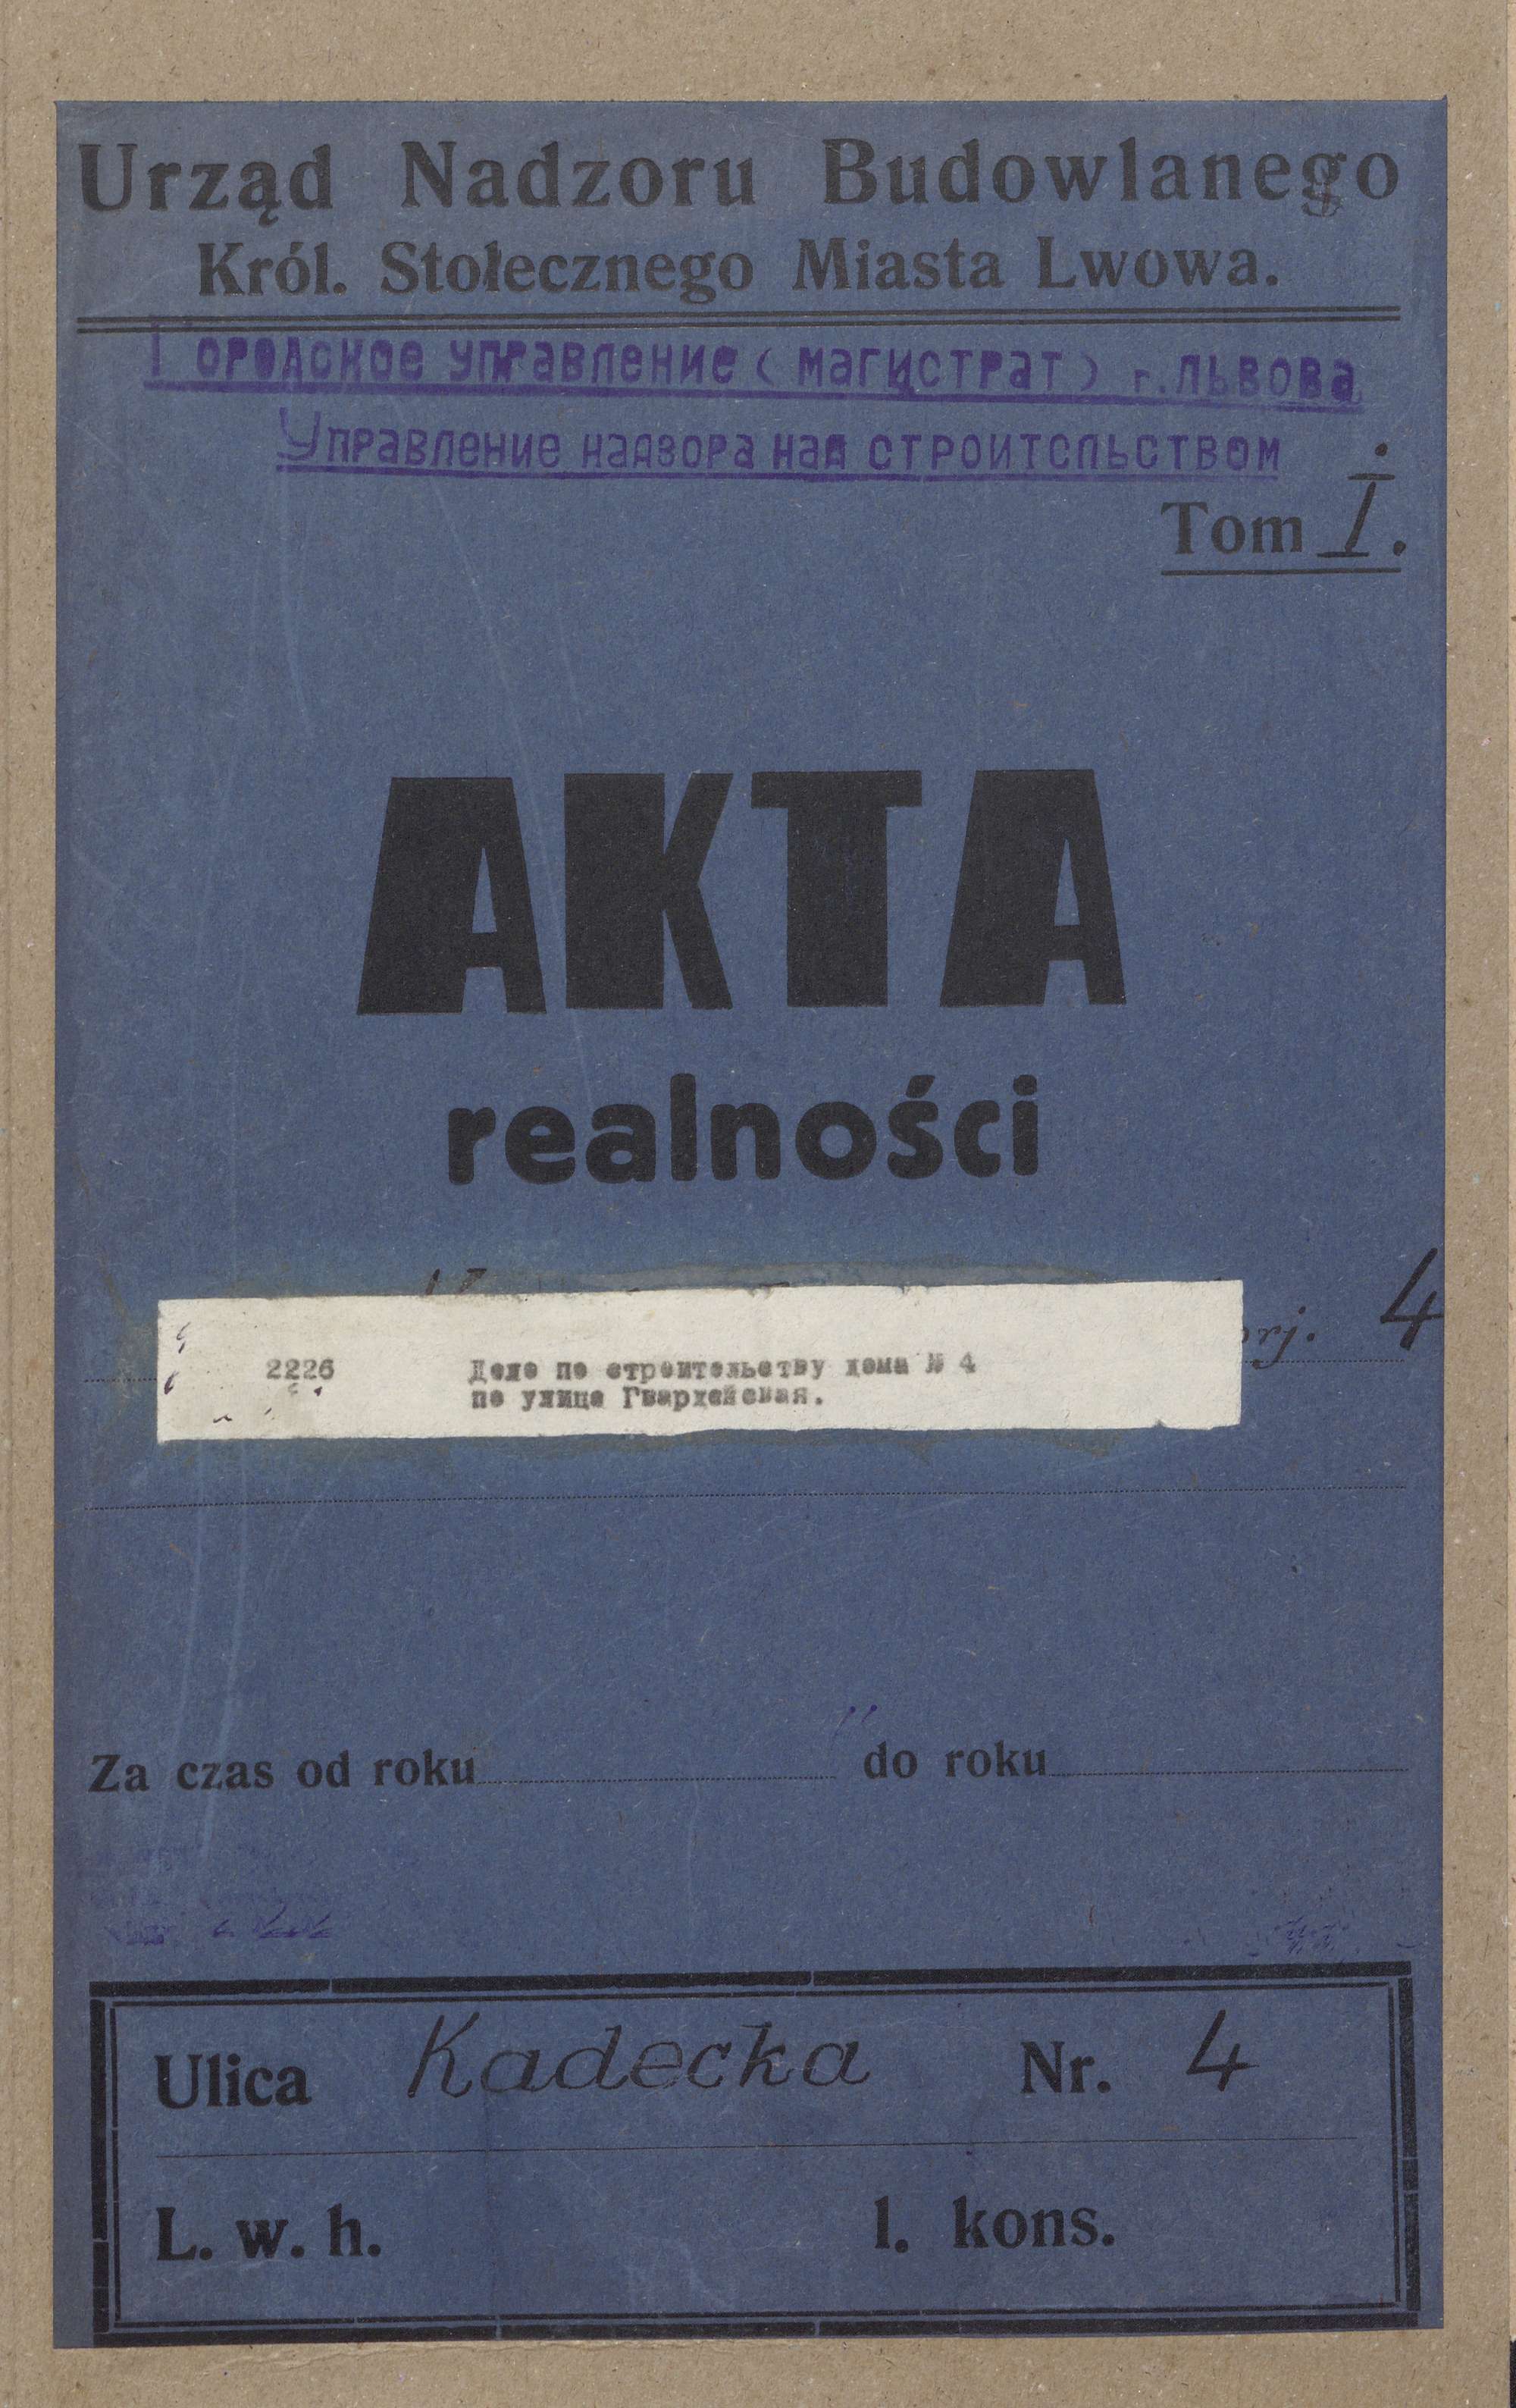 Urząd Nadzoru Budowlanego
Król. Stołecznego Miasta Lwowa.
Городское управление (магистрат) г. Львова
Управление надзора над строительством
Tom I.
AKTA
realności
orj. 4
2226 Дело по строительству дома № 4
по улице Гвардейская.
Za czas od roku do roku
Ulica Kadecka Nr. 4
L. w. h. l. kons.